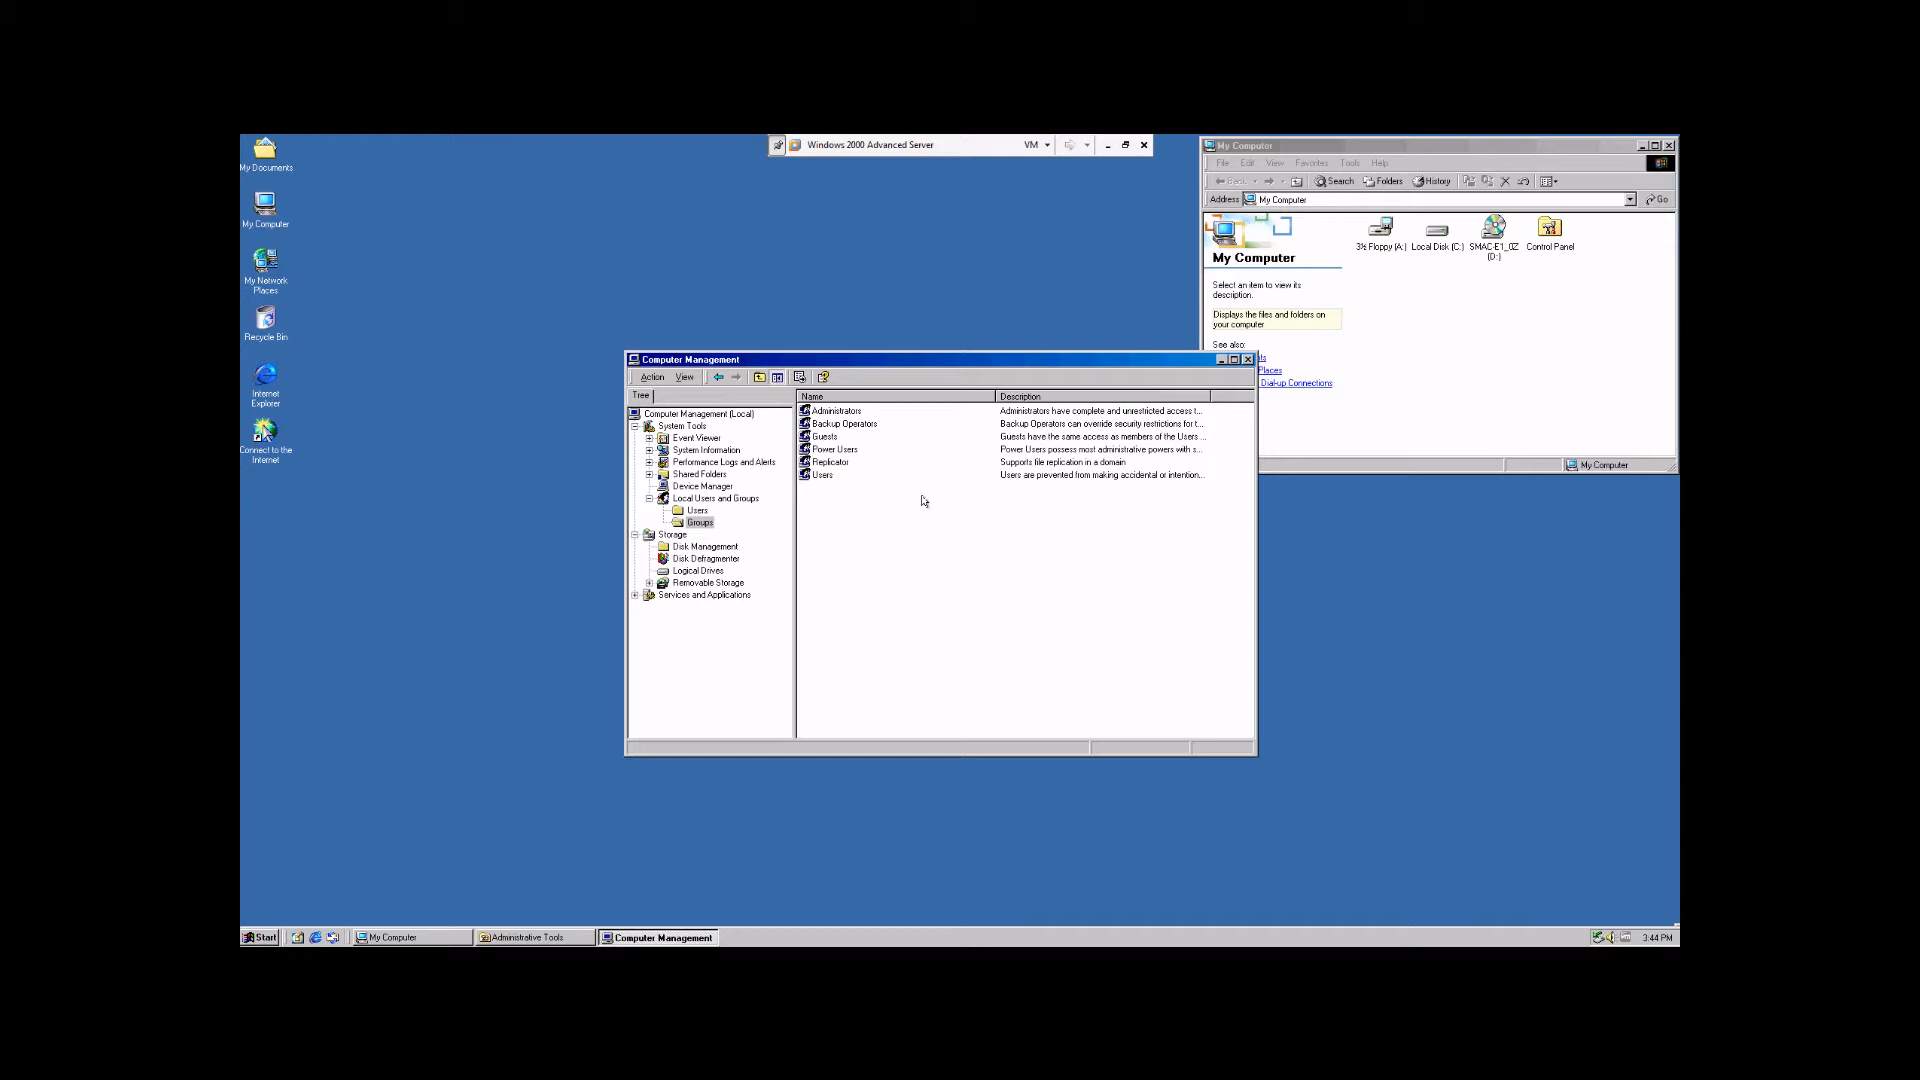 My Documents
My Computer
My Network
Places
Recycle Bin
Internet
Explorer
Connect to the
Internet
Windows 2000 Advanced Server
VM
My Computer
File Edit View Favorites Tools Help
Back Search Folders History
Address My Computer Go
3½ Floppy (A:) Local Disk (C:) SMAC-E1_0Z Control Panel
(D:)
My Computer
Select an item to view its
description.
Displays the files and folders on
your computer
See also:
Places
Dial-up Connections
My Computer
Computer Management
Action View
Tree
Name Description
Computer Management (Local)
System Tools
Event Viewer
System Information
Performance Logs and Alerts
Shared Folders
Device Manager
Local Users and Groups
Users
Groups
Storage
Disk Management
Disk Defragmenter
Logical Drives
Removable Storage
Services and Applications
Administrators Administrators have complete and unrestricted access t...
Backup Operators Backup Operators can override security restrictions for t...
Guests Guests have the same access as members of the Users ...
Power Users Power Users possess most administrative powers with s...
Replicator Supports file replication in a domain
Users Users are prevented from making accidental or intention...
Start My Computer Administrative Tools Computer Management 3:44 PM